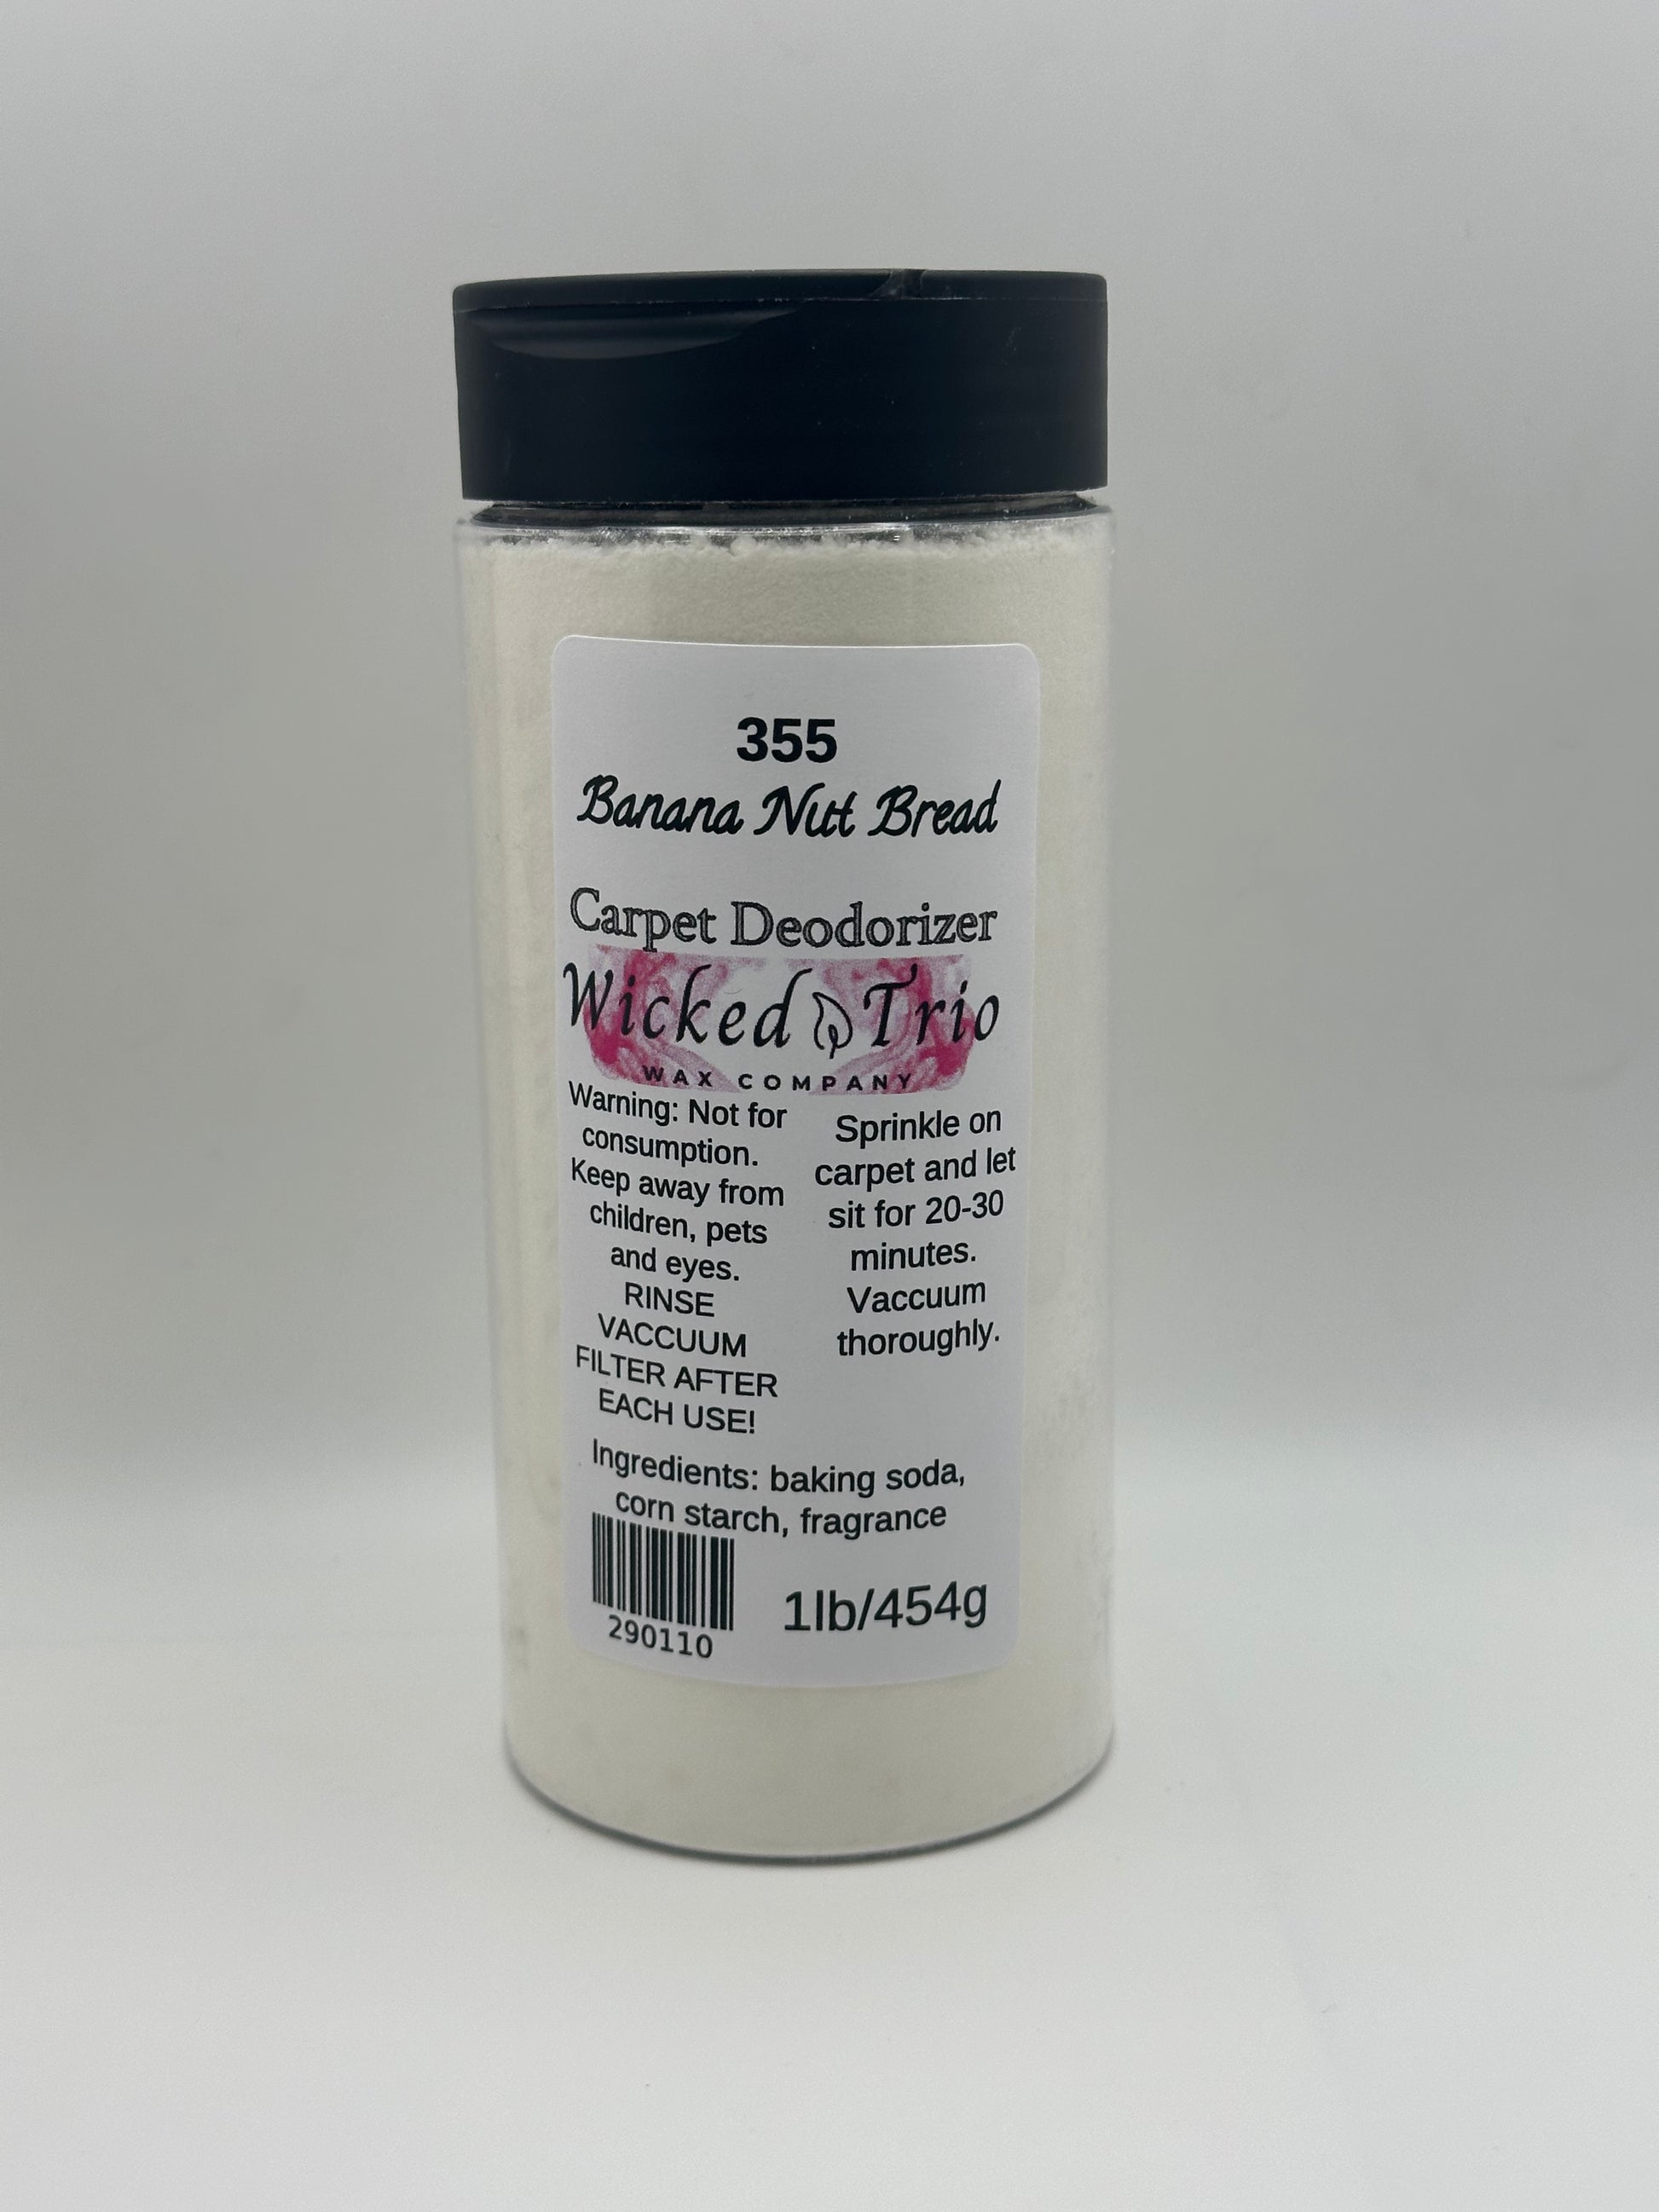 355
Banana Nut Bread
Carpet Deodorizer
Wicked Trio
WAX COMPANY
Warning: Not for
consumption.
Keep away from
children, pets
and eyes.
RINSE
VACCUUM
FILTER AFTER
EACH USE!
Sprinkle on
carpet and let
sit for 20-30
minutes.
Vaccuum
thoroughly.
Ingredients: baking soda,
corn starch, fragrance
290110
1lb/454g